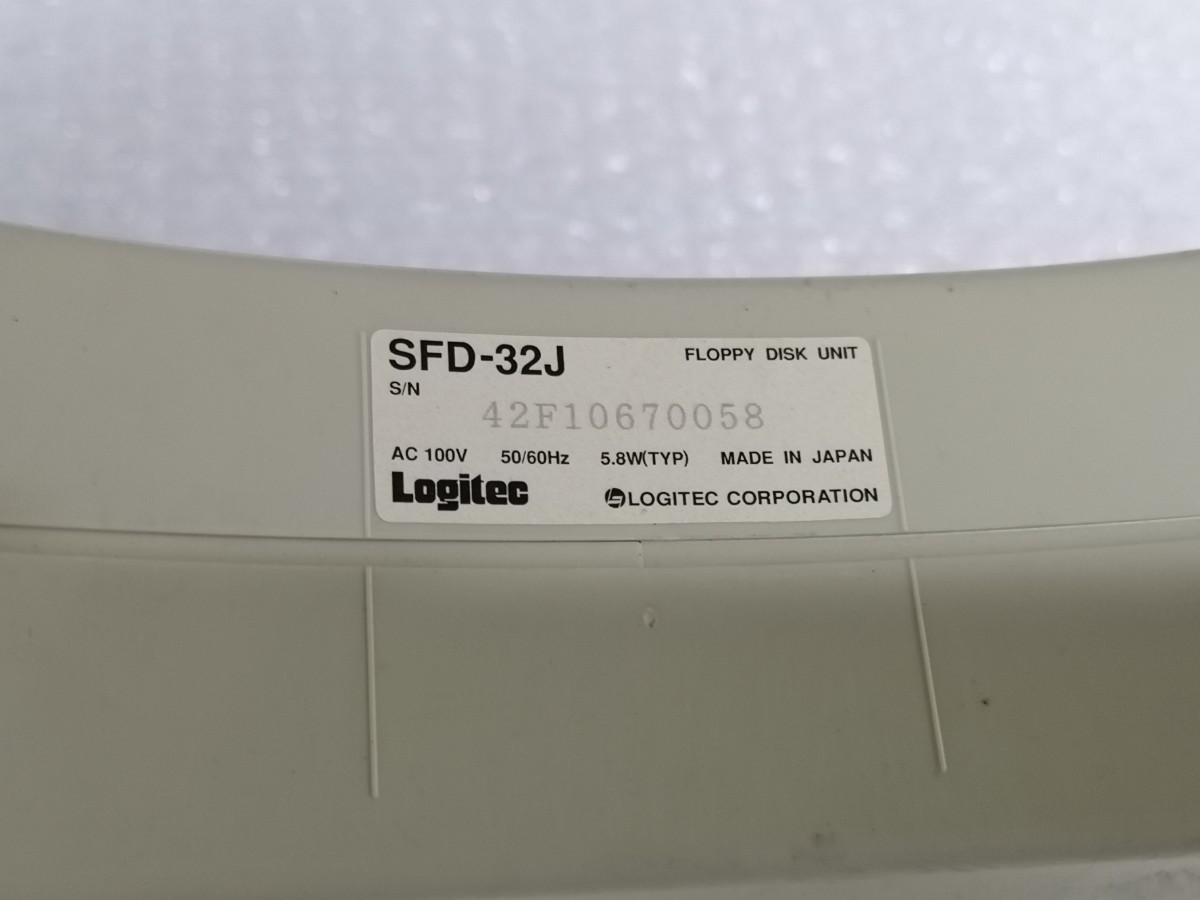 SFD-32J FLOPPY DISK UNIT
S/N
42F10670058
AC 100V 50/60Hz 5.8W(TYP) MADE IN JAPAN
Logitec LOGITEC CORPORATION